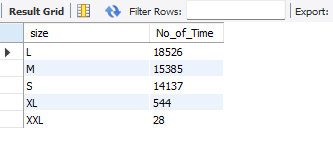 Result Grid Filter Rows: Export:
size No_of_Time
L 18526
M 15385
S 14137
XL 544
XXL 28